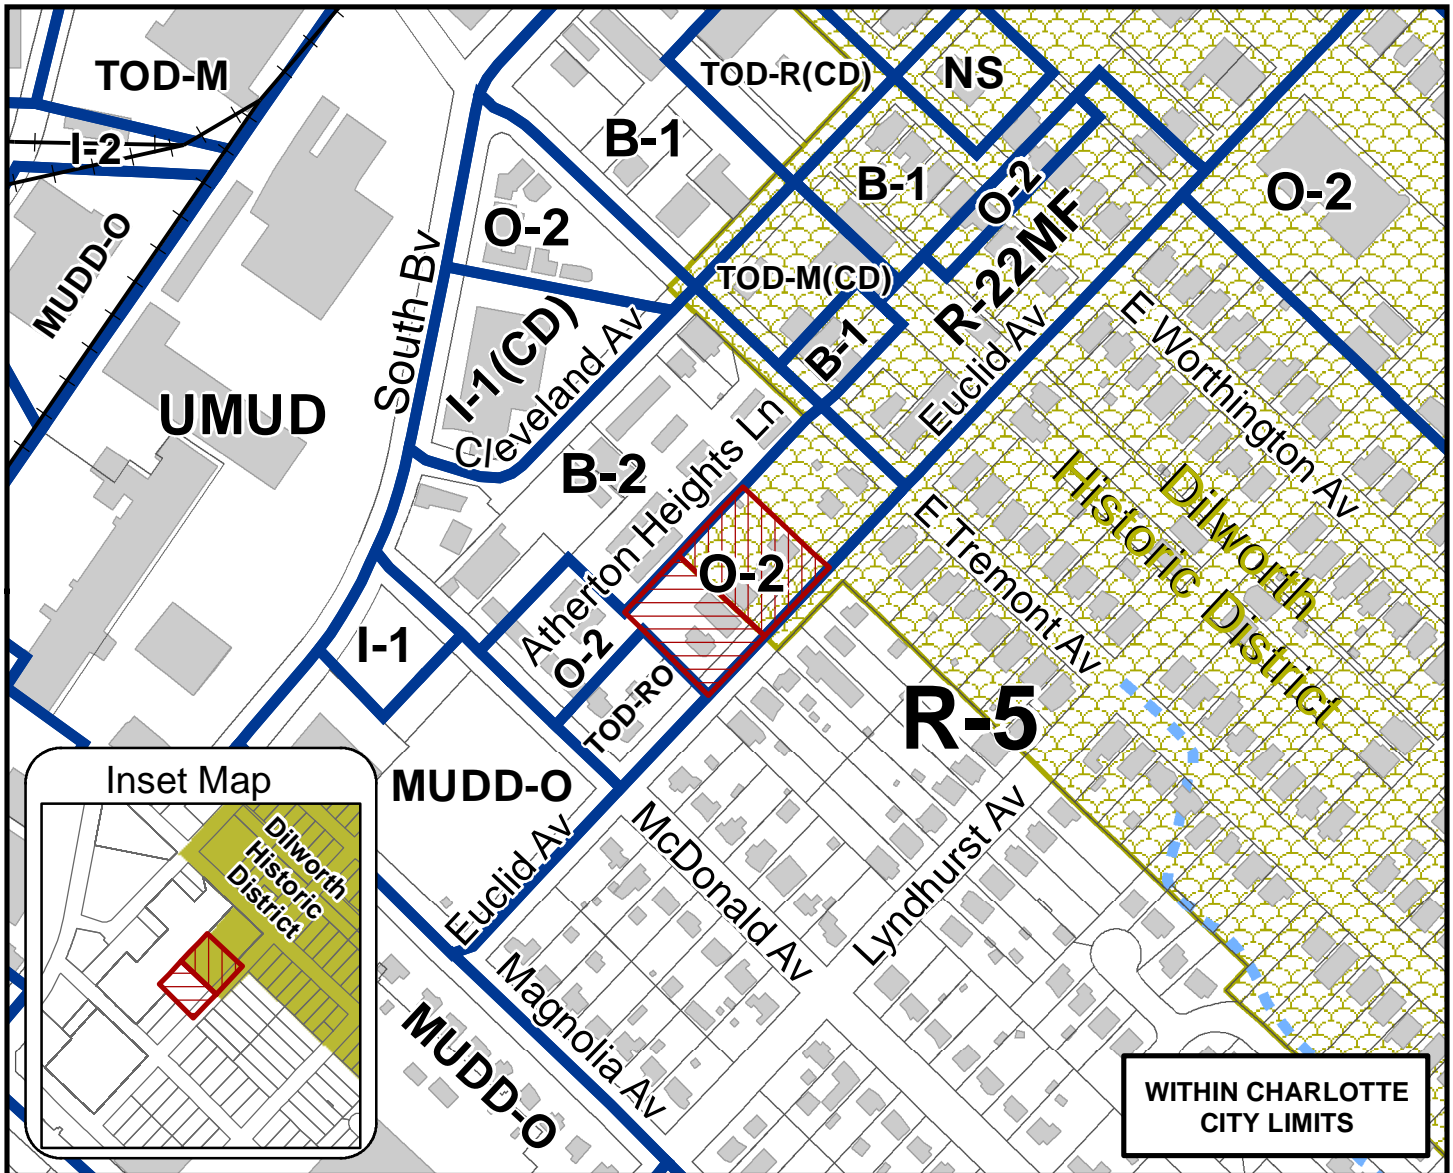 TOD-M
TOD-R(CD)
NS
I-2
B-1
B-1
O-2
O-2
MUDD-O
O-2
R-22MF
TOD-M(CD)
South Bv
I-1(CD)
Cleveland Av
B-1
Euclid Av
E Worthington Av
UMUD
B-2
Atherton Heights Ln
Dilworth
Historic District
E Tremont Av
O-2
I-1
O-2
TOD-RO
R-5
MUDD-O
Euclid Av
McDonald Av
Lyndhurst Av
Magnolia Av
MUDD-O
Inset Map
Dilworth
Historic
District
WITHIN CHARLOTTE
CITY LIMITS